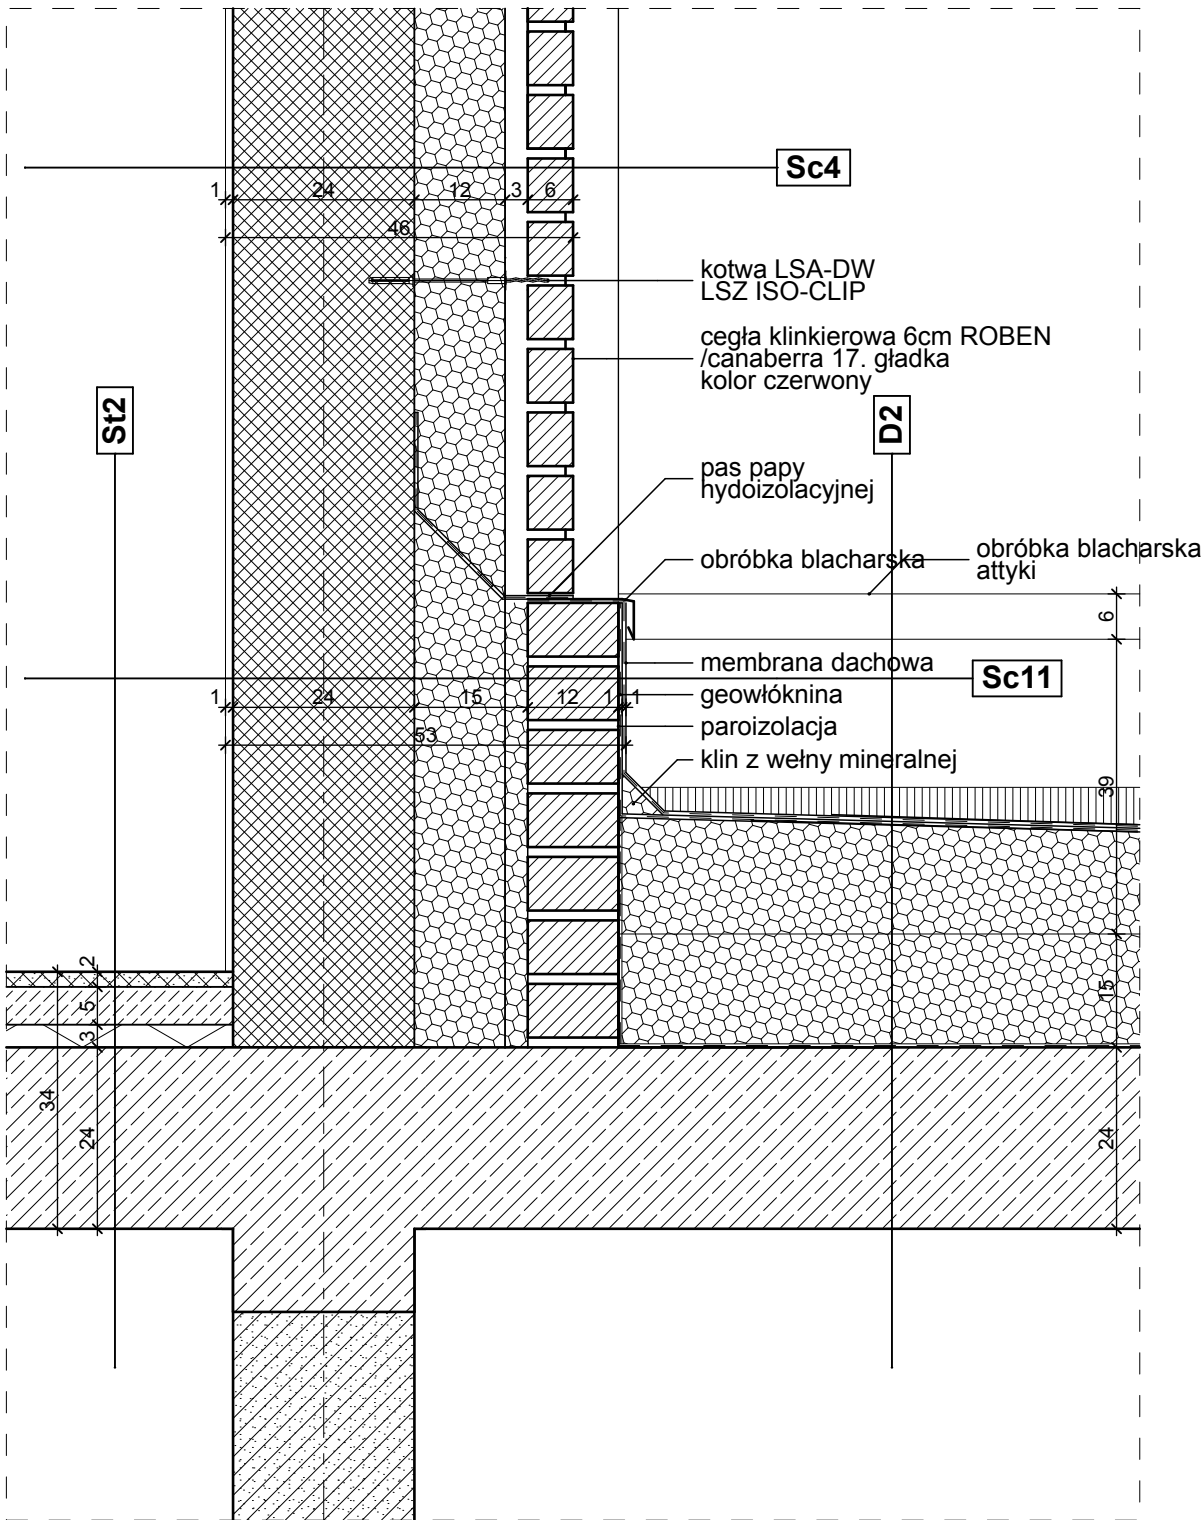 Sc4
1 24 12 3 6
46
kotwa LSA-DW
LSZ ISO-CLIP
cegła klinkierowa 6cm ROBEN
/canaberra 17. gładka
kolor czerwony
St2
D2
pas papy
hydoizolacyjnej
obróbka blacharska
obróbka blacharska
attyki
6
membrana dachowa
Sc11
1 24 15 12 1 1
geowłóknina
paroizolacja
53
klin z wełny mineralnej
39
2
5
3
15
34
24
24